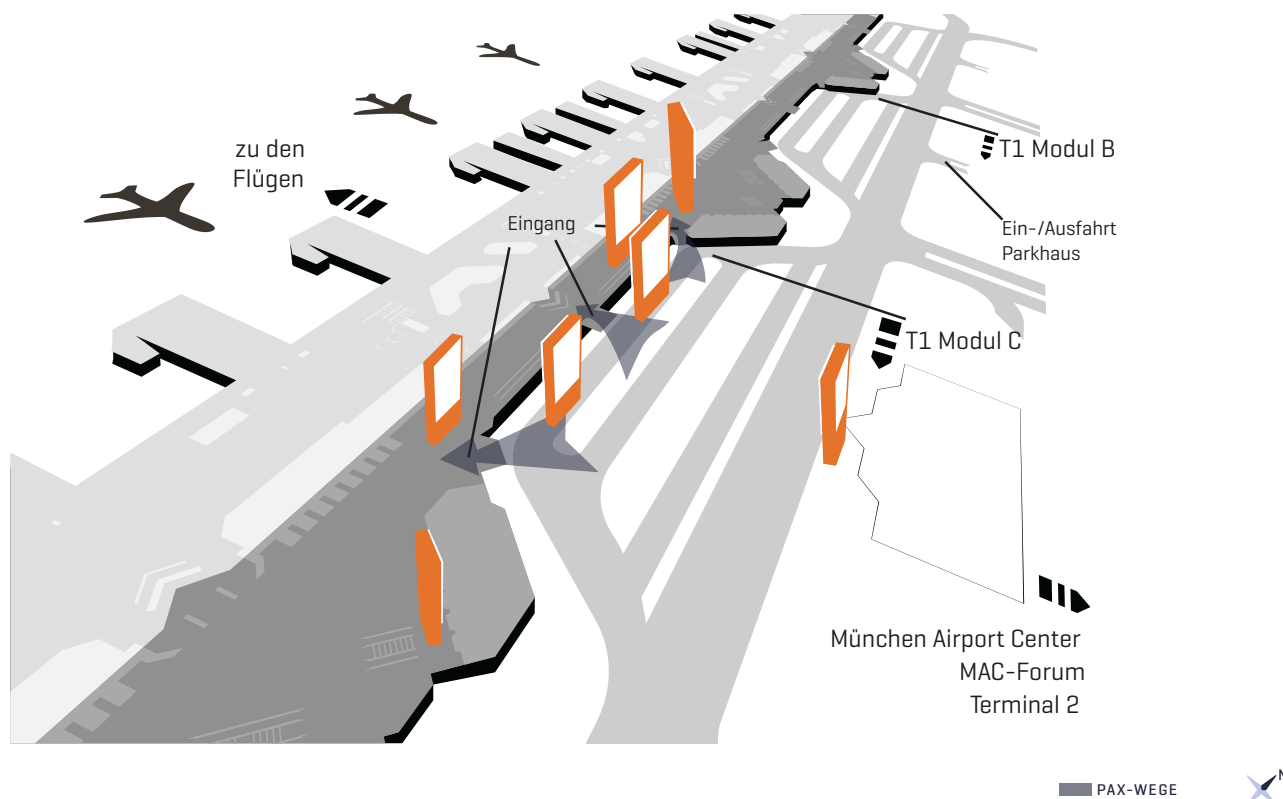 zu den
Flügen
T1 Modul B
Eingang
Ein-/Ausfahrt
Parkhaus
T1 Modul C
München Airport Center
MAC-Forum
Terminal 2
PAX-WEGE
N